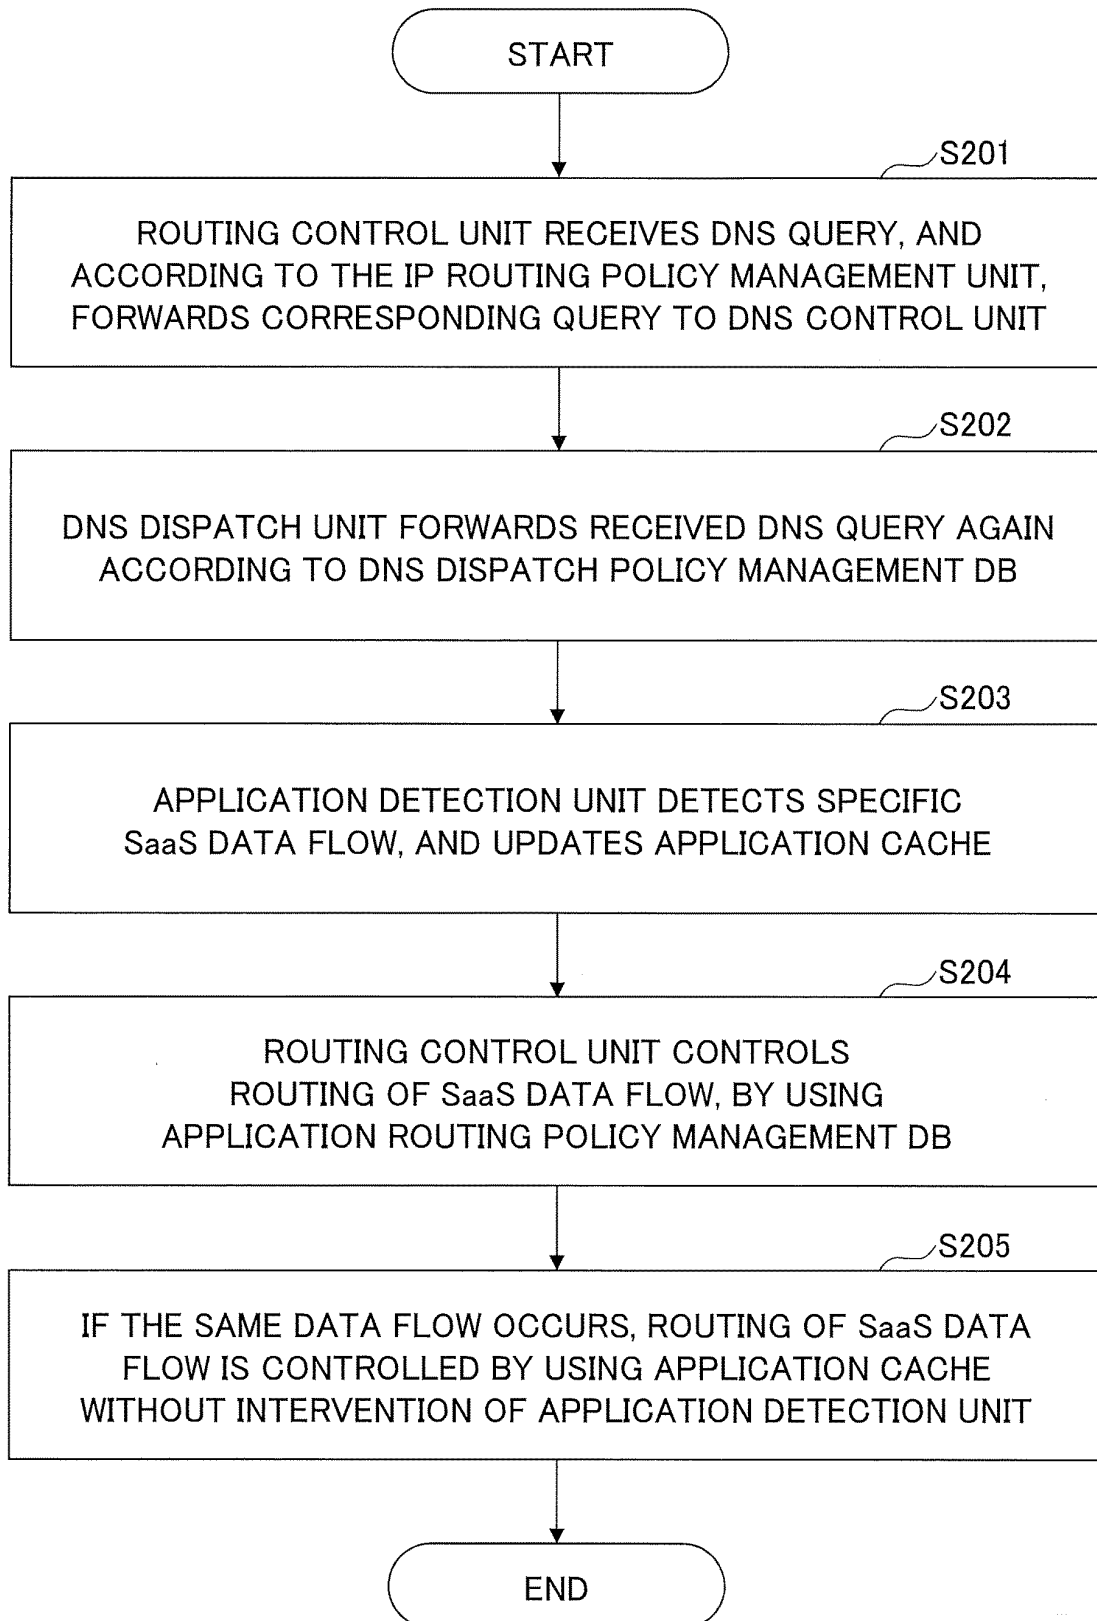 START
S201
ROUTING CONTROL UNIT RECEIVES DNS QUERY, AND
ACCORDING TO THE IP ROUTING POLICY MANAGEMENT UNIT,
FORWARDS CORRESPONDING QUERY TO DNS CONTROL UNIT
S202
DNS DISPATCH UNIT FORWARDS RECEIVED DNS QUERY AGAIN
ACCORDING TO DNS DISPATCH POLICY MANAGEMENT DB
S203
APPLICATION DETECTION UNIT DETECTS SPECIFIC
SaaS DATA FLOW, AND UPDATES APPLICATION CACHE
S204
ROUTING CONTROL UNIT CONTROLS
ROUTING OF SaaS DATA FLOW, BY USING
APPLICATION ROUTING POLICY MANAGEMENT DB
S205
IF THE SAME DATA FLOW OCCURS, ROUTING OF SaaS DATA
FLOW IS CONTROLLED BY USING APPLICATION CACHE
WITHOUT INTERVENTION OF APPLICATION DETECTION UNIT
END